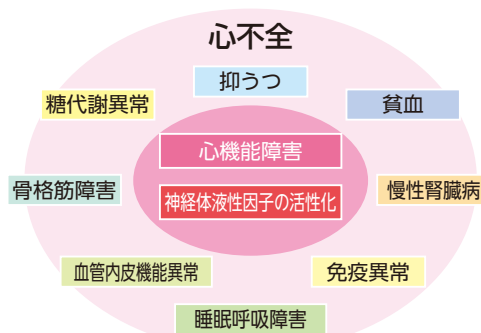 心不全
抑うつ
糖代謝異常
貧血
心機能障害
骨格筋障害
神経体液性因子の活性化
慢性腎臓病
血管内皮機能異常
免疫異常
睡眠呼吸障害